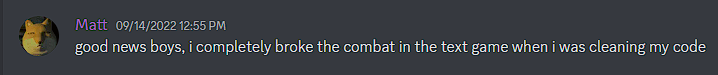 Matt 09/14/2022 12:55 PM
good news boys, i completely broke the combat in the text game when i was cleaning my code